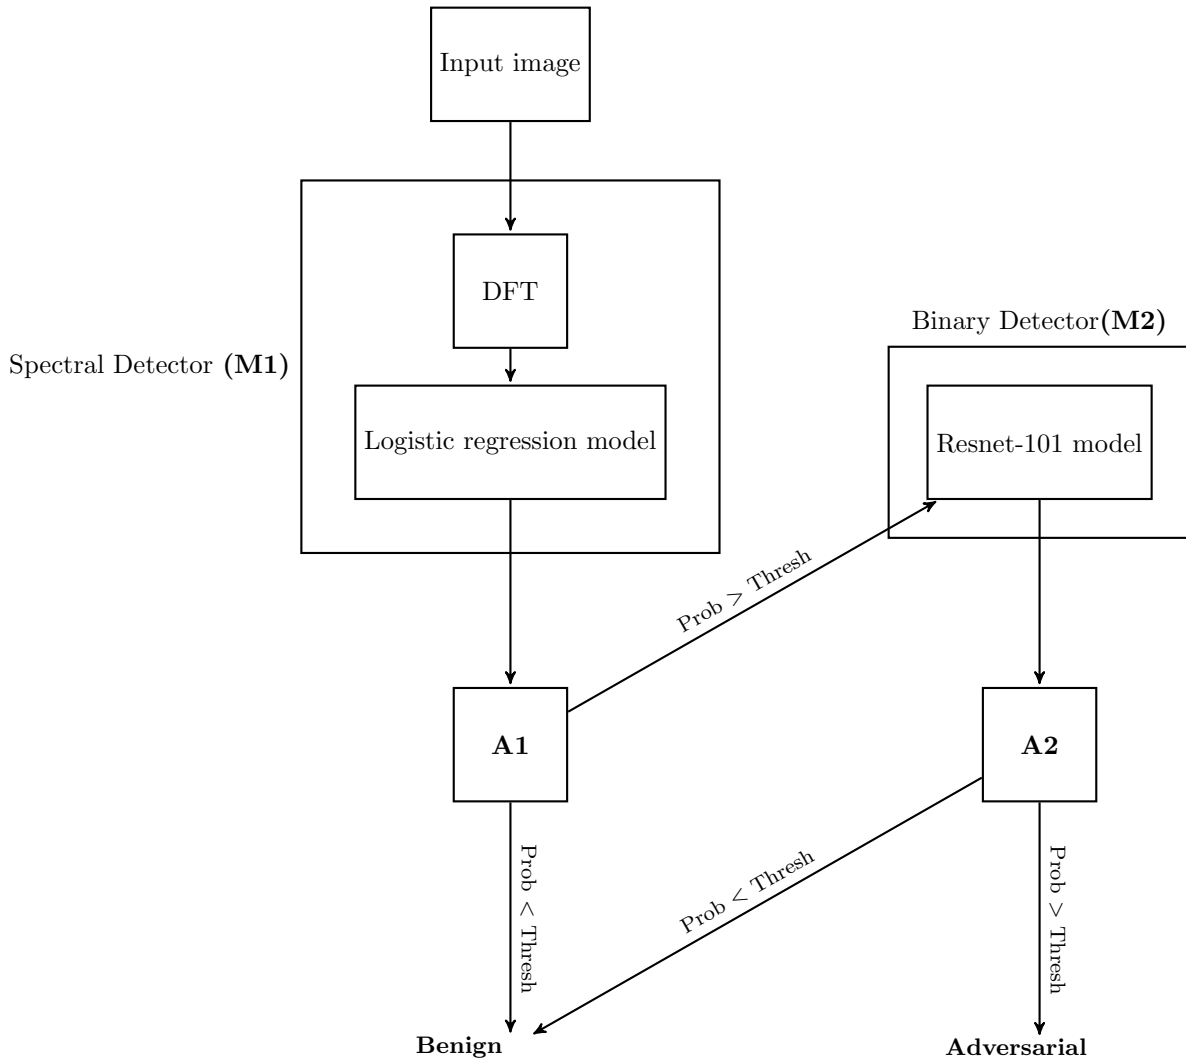 Input image
DFT
Binary Detector(M2)
Spectral Detector (M1)
Logistic regression model
Resnet-101 model
Prob > Thresh
A1
A2
Prob < Thresh
Prob < Thresh
Prob > Thresh
Benign
Adversarial